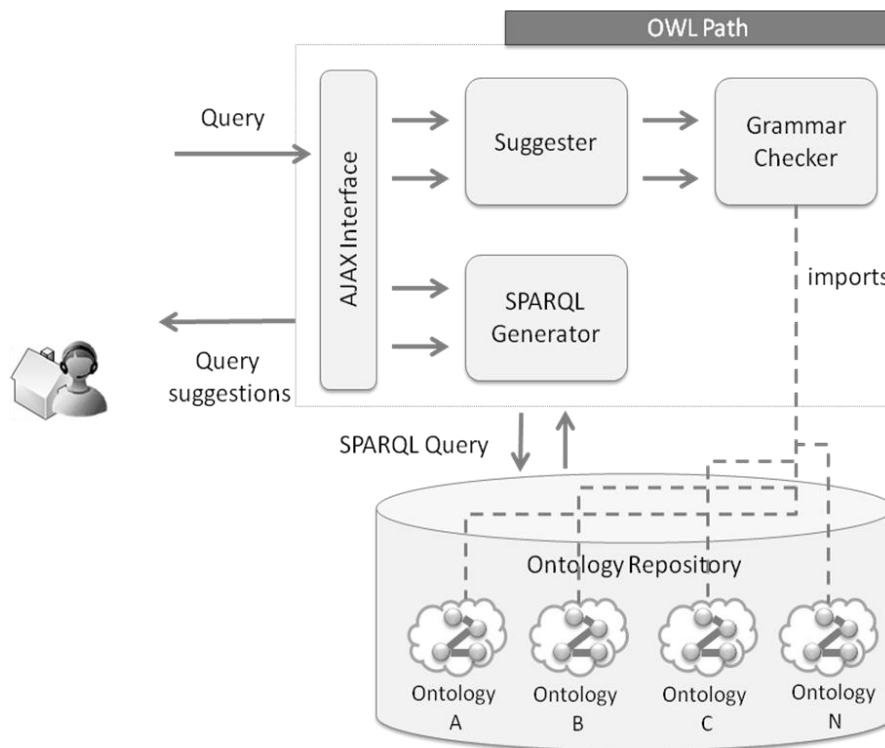 OWL Path
Query
AJAX Interface
Suggester
Grammar
Checker
SPARQL
Generator
imports
Query
suggestions
SPARQL Query
Ontology Repository
Ontology
A
Ontology
B
Ontology
C
Ontology
N